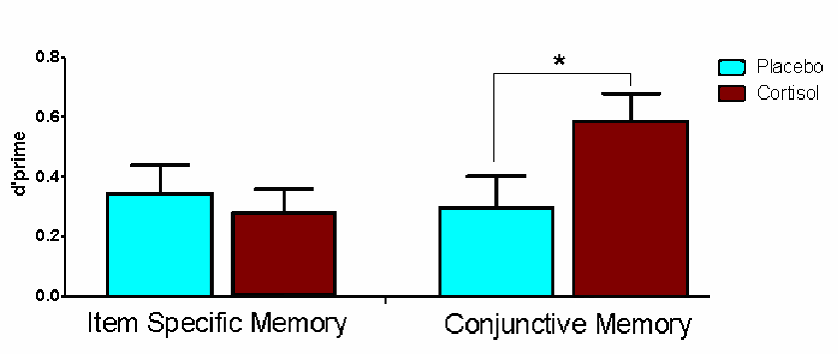 *
0.8
0.6
0.4
0.2
0.0
d'prime
Placebo
Cortisol
Item Specific Memory
Conjunctive Memory